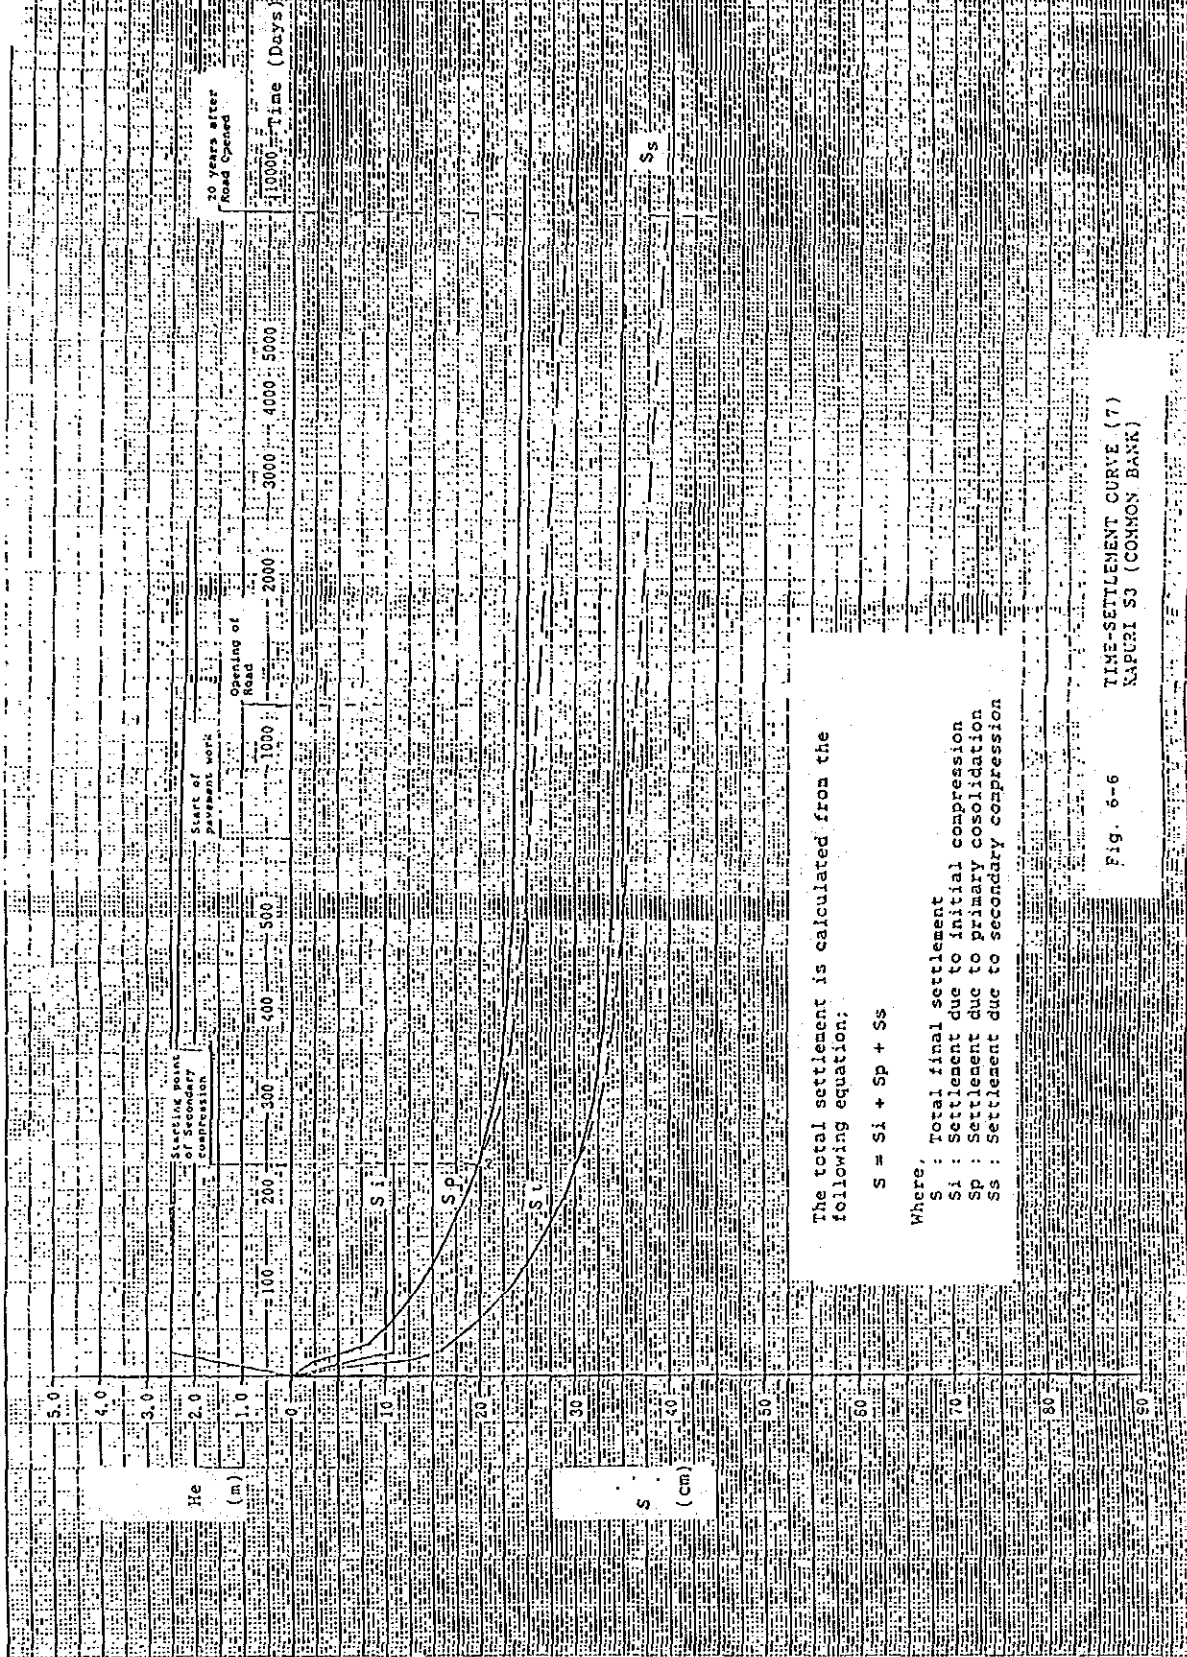 He
(m)
5.0
4.0
3.0
2.0
1.0
0
10
20
30
40
50
60
70
80
90
S
(cm)
Starting point
of Secondary
compression
Start of
pavement work
Opening of
Road
20 years after
Road Opened
100
200
300
400
500
1000
2000
3000
4000
5000
10000
Time (Days)
Si
Sp
St
Ss
The total settlement is calculated from the
following equation;
S = Si + Sp + Ss
Where,
S : Total final settlement
Si : Settlement due to initial compression
Sp : Settlement due to primary cosolidation
Ss : Settlement due to secondary compression
Fig. 6-6 TIME-SETTLEMENT CURVE (7)
KAPURI S3 (COMMON BANK)